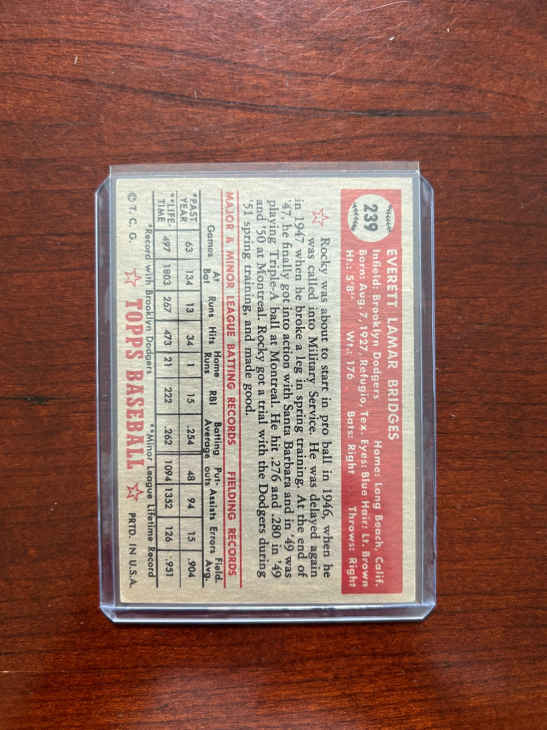 239
EVERETT LAMAR BRIDGES
Infield: Brooklyn Dodgers Home: Long Beach, Calif.
Born: Aug. 7, 1927, Refugio, Tex. Eyes: Blue Hair: Lt. Brown
Ht.: 5'8" Wt.: 176 Bats: Right Throws: Right
Rocky was about to start in pro ball in 1946, when he
was called into Military Service. He was delayed again
in 1947 when he broke a leg in spring training. At the end of
'47, he finally got into action with Santa Barbara and in '49 was
playing Triple-A ball at Montreal. He hit .276 and .280 in '49
and '50 at Montreal. Rocky got a trial with the Dodgers during
'51 spring training, and made good.
MAJOR & MINOR LEAGUE BATTING RECORDS FIELDING RECORDS
Games At Bat Runs Hits Home Runs RBI Batting Average Put-outs Assists Errors Field. Avg.
*PAST YEAR 63 134 13 34 1 15 .254 48 94 15 .904
**LIFE-TIME 497 1803 267 473 21 222 .262 1094 1352 126 .951
*Record with Brooklyn Dodgers **Minor League Lifetime Record
© T. C. G. TOPPS BASEBALL PRTD. IN U.S.A.